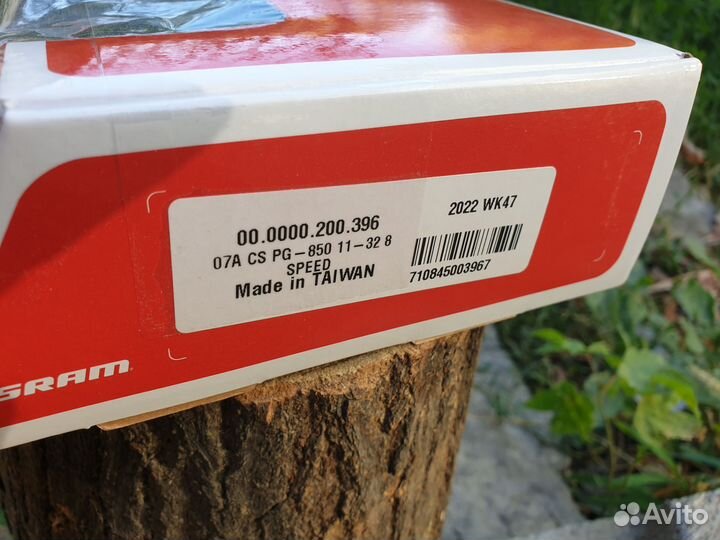 00.0000.200.396
2022 WK47
07A CS PG-850 11-32 8
SPEED
Made in TAIWAN
710845003967
SRAM
Avito